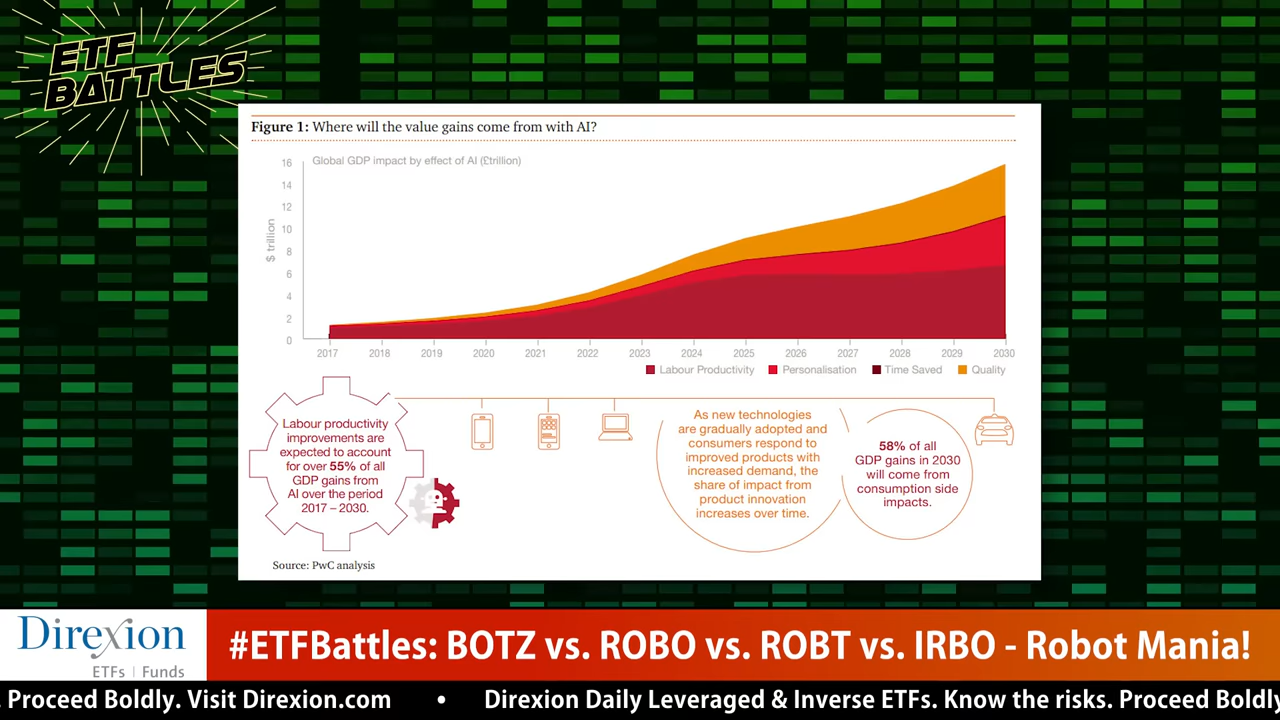 ETF
BATTLES
Figure 1: Where will the value gains come from with AI?
Global GDP impact by effect of AI (£trillion)
$ trillion
16
14
12
10
8
6
4
2
0
2017 2018 2019 2020 2021 2022 2023 2024 2025 2026 2027 2028 2029 2030
Labour Productivity Personalisation Time Saved Quality
Labour productivity
improvements are
expected to account
for over 55% of all
GDP gains from
AI over the period
2017 – 2030.
As new technologies
are gradually adopted and
consumers respond to
improved products with
increased demand, the
share of impact from
product innovation
increases over time.
58% of all
GDP gains in 2030
will come from
consumption side
impacts.
Source: PwC analysis
Direxion
ETFs | Funds
#ETFBattles: BOTZ vs. ROBO vs. ROBT vs. IRBO - Robot Mania!
. Proceed Boldly. Visit Direxion.com • Direxion Daily Leveraged & Inverse ETFs. Know the risks. Proceed Boldly